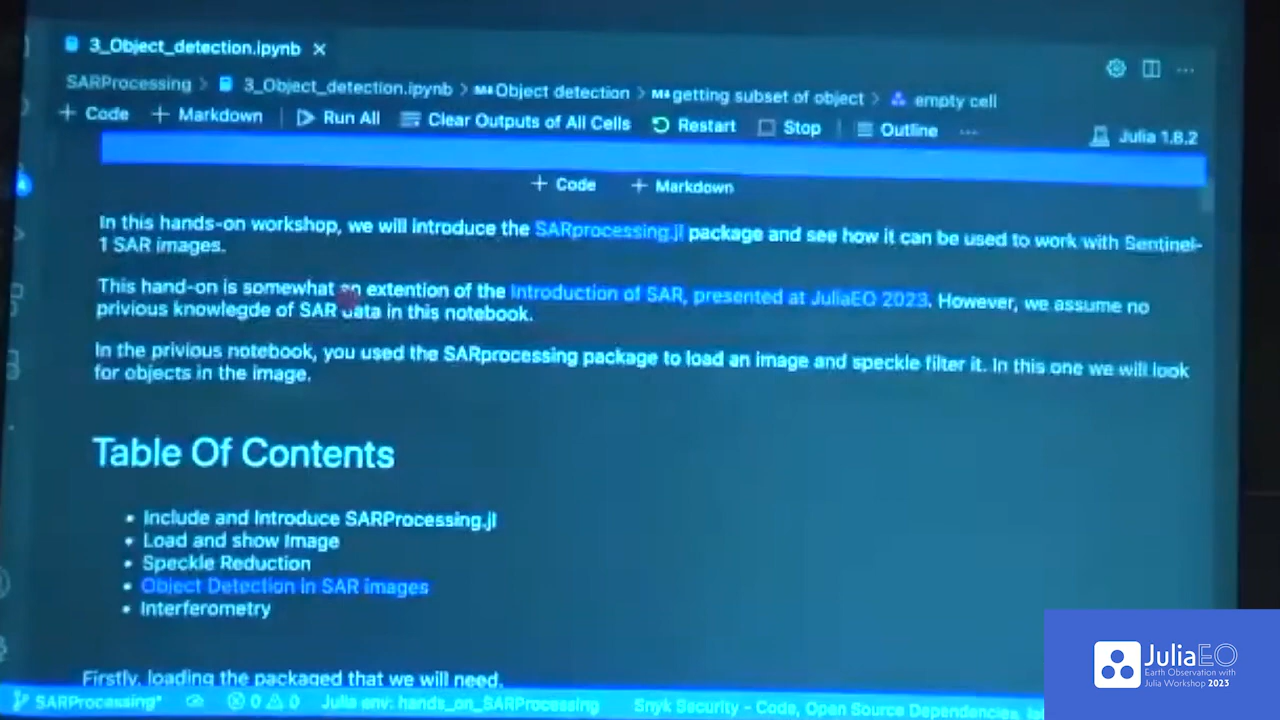 3_Object_detection.ipynb ×
SARProcessing > 3_Object_detection.ipynb > M↓Object detection > M↓getting subset of object > empty cell
+ Code + Markdown Run All Clear Outputs of All Cells Restart Stop Outline ... Julia 1.8.2
+ Code + Markdown
In this hands-on workshop, we will introduce the SARprocessing.jl package and see how it can be used to work with Sentinel-
1 SAR images.
This hand-on is somewhat an extention of the Introduction of SAR, presented at JuliaEO 2023. However, we assume no
privious knowlegde of SAR data in this notebook.
In the privious notebook, you used the SARprocessing package to load an image and speckle filter it. In this one we will look
for objects in the image.
Table Of Contents
• Include and Introduce SARProcessing.jl
• Load and show Image
• Speckle Reduction
• Object Detection in SAR images
• Interferometry
Firstly, loading the packaged that we will need.
SARProcessing* 0 0 Julia env: hands_on_SARProcessing Snyk Security - Code, Open Source Dependencies,
JuliaEO
Earth Observation with
Julia Workshop 2023